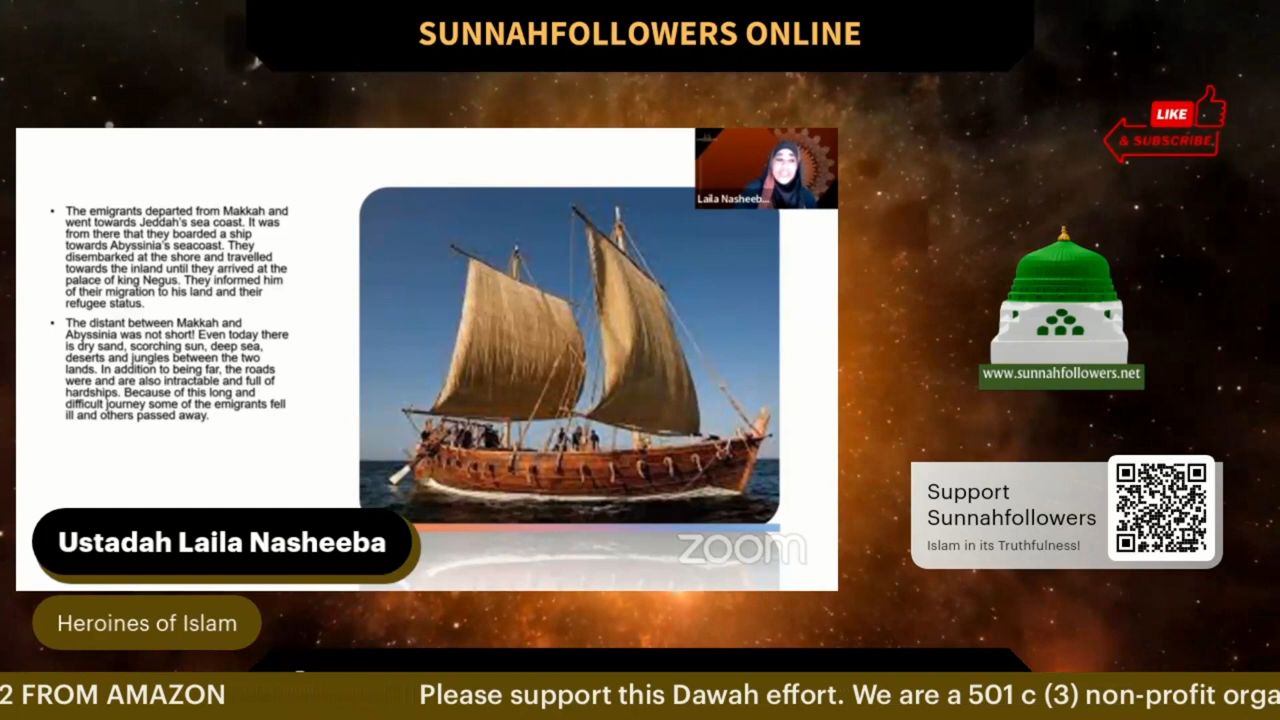 SUNNAHFOLLOWERS ONLINE
LIKE
& SUBSCRIBE
Laila Nasheeb...
• The emigrants departed from Makkah and
went towards Jeddah's sea coast. It was
from there that they boarded a ship
towards Abyssinia's seacoast. They
disembarked at the shore and travelled
towards the inland until they arrived at the
palace of king Negus. They informed him
of their migration to his land and their
refugee status.
• The distant between Makkah and
Abyssinia was not short! Even today there
is dry sand, scorching sun, deep sea,
deserts and jungles between the two
lands. In addition to being far, the roads
were and are also intractable and full of
hardships. Because of this long and
difficult journey some of the emigrants fell
ill and others passed away.
www.sunnahfollowers.net
Support
Sunnahfollowers
Islam in its Truthfulness!
zoom
Ustadah Laila Nasheeba
Heroines of Islam
2 FROM AMAZON Please support this Dawah effort. We are a 501 c (3) non-profit orga